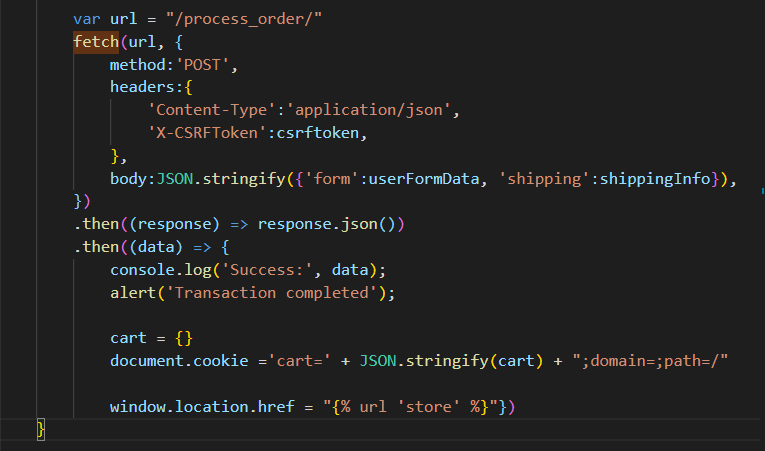 var url = "/process_order/"
fetch(url, {
method:'POST',
headers:{
'Content-Type':'application/json',
'X-CSRFToken':csrftoken,
},
body:JSON.stringify({'form':userFormData, 'shipping':shippingInfo}),
})
.then((response) => response.json())
.then((data) => {
console.log('Success:', data);
alert('Transaction completed');
cart = {}
document.cookie ='cart=' + JSON.stringify(cart) + ";domain=;path=/"
window.location.href = "{% url 'store' %}"})
}